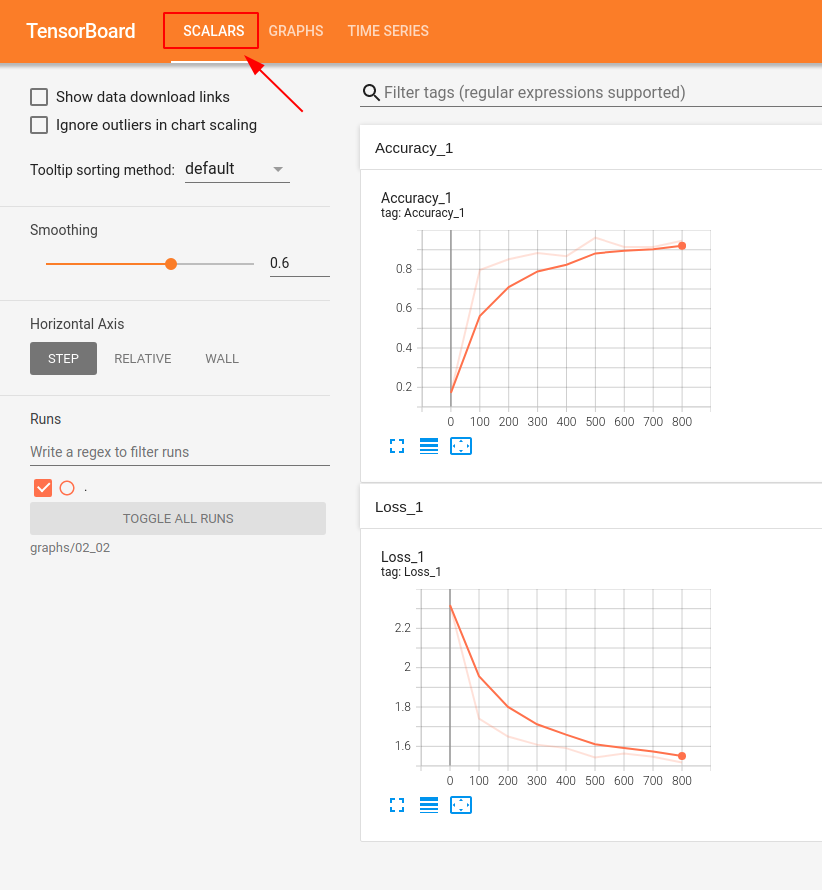 TensorBoard SCALARS GRAPHS TIME SERIES
Show data download links
Ignore outliers in chart scaling
Tooltip sorting method: default
Smoothing
0.6
Horizontal Axis
STEP RELATIVE WALL
Runs
Write a regex to filter runs
.
TOGGLE ALL RUNS
graphs/02_02
Filter tags (regular expressions supported)
Accuracy_1
Accuracy_1
tag: Accuracy_1
0.8
0.6
0.4
0.2
0 100 200 300 400 500 600 700 800
Loss_1
Loss_1
tag: Loss_1
2.2
2
1.8
1.6
0 100 200 300 400 500 600 700 800